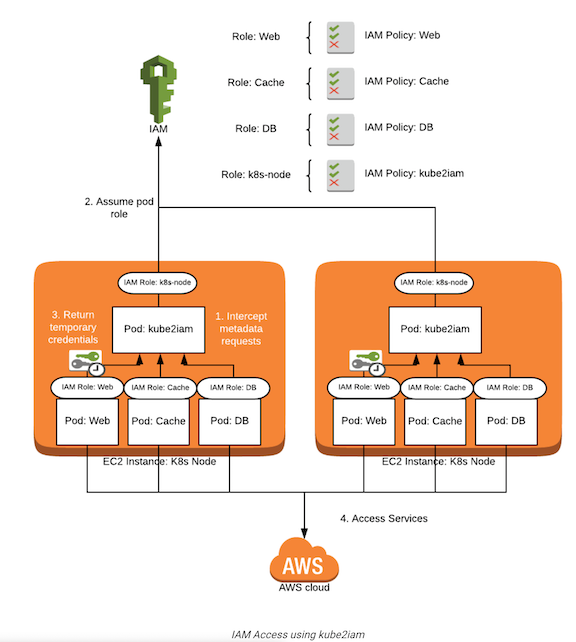 Role: Web
IAM Policy: Web
Role: Cache
IAM Policy: Cache
Role: DB
IAM Policy: DB
Role: k8s-node
IAM Policy: kube2iam
IAM
2. Assume pod
role
IAM Role: k8s-node
3. Return
temporary
credentials
Pod: kube2iam
1. Intercept
metadata
requests
IAM Role: Web
IAM Role: Cache
IAM Role: DB
Pod: Web
Pod: Cache
Pod: DB
EC2 Instance: K8s Node
IAM Role: k8s-node
Pod: kube2iam
IAM Role: Web
IAM Role: Cache
IAM Role: DB
Pod: Web
Pod: Cache
Pod: DB
EC2 Instance: K8s Node
4. Access Services
AWS
AWS cloud
IAM Access using kube2iam